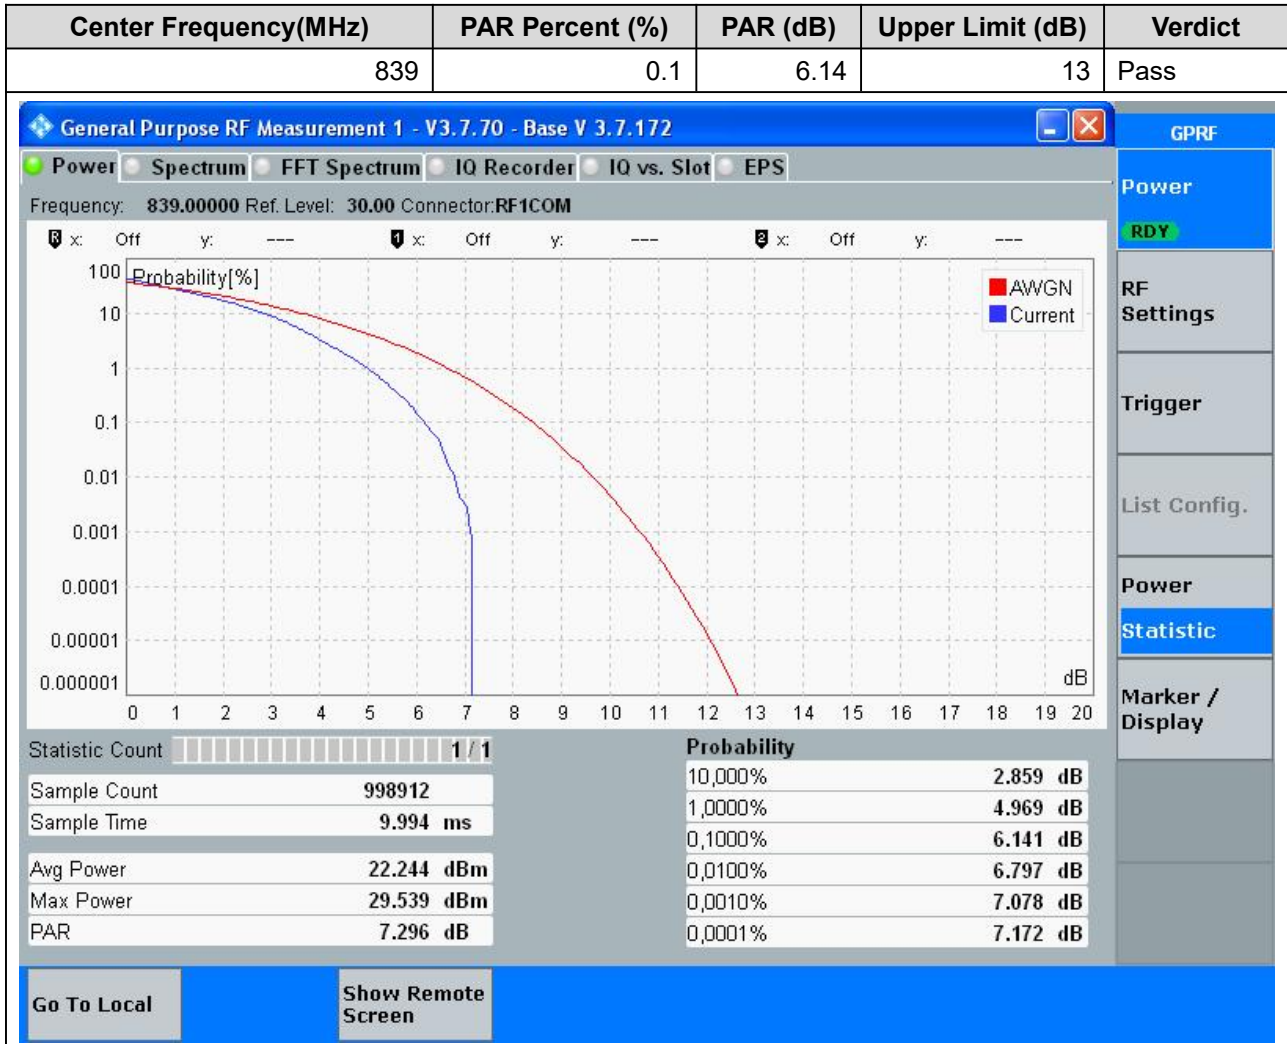 Center Frequency(MHz) PAR Percent (%) PAR (dB) Upper Limit (dB) Verdict
839 0.1 6.14 13 Pass
General Purpose RF Measurement 1 - V3.7.70 - Base V 3.7.172
GPRF
Power Spectrum FFT Spectrum IQ Recorder IQ vs. Slot EPS
Power
RDY
Frequency: 839.00000 Ref. Level: 30.00 Connector:RF1COM
R x: Off y: --- 1 x: Off y: --- 2 x: Off y: ---
100 Probability[%]
AWGN
Current
10
1
0.1
0.01
0.001
0.0001
0.00001
0.000001
dB
0 1 2 3 4 5 6 7 8 9 10 11 12 13 14 15 16 17 18 19 20
RF
Settings
Trigger
List Config.
Power
Statistic
Marker /
Display
Statistic Count 1 / 1
Sample Count 998912
Sample Time 9.994 ms
Avg Power 22.244 dBm
Max Power 29.539 dBm
PAR 7.296 dB
Probability
10,000% 2.859 dB
1,0000% 4.969 dB
0,1000% 6.141 dB
0,0100% 6.797 dB
0,0010% 7.078 dB
0,0001% 7.172 dB
Go To Local
Show Remote
Screen